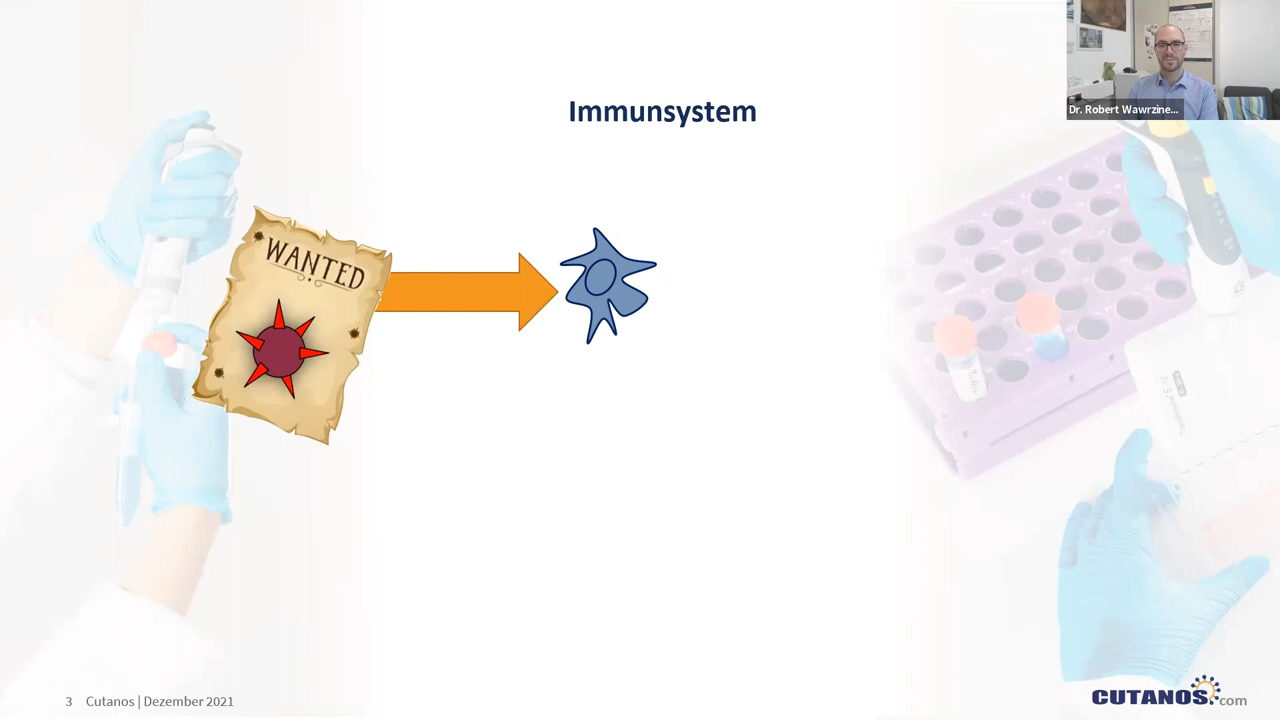 Immunsystem
Dr. Robert Wawrzine...
WANTED
3 Cutanos | Dezember 2021
CUTANOS.com